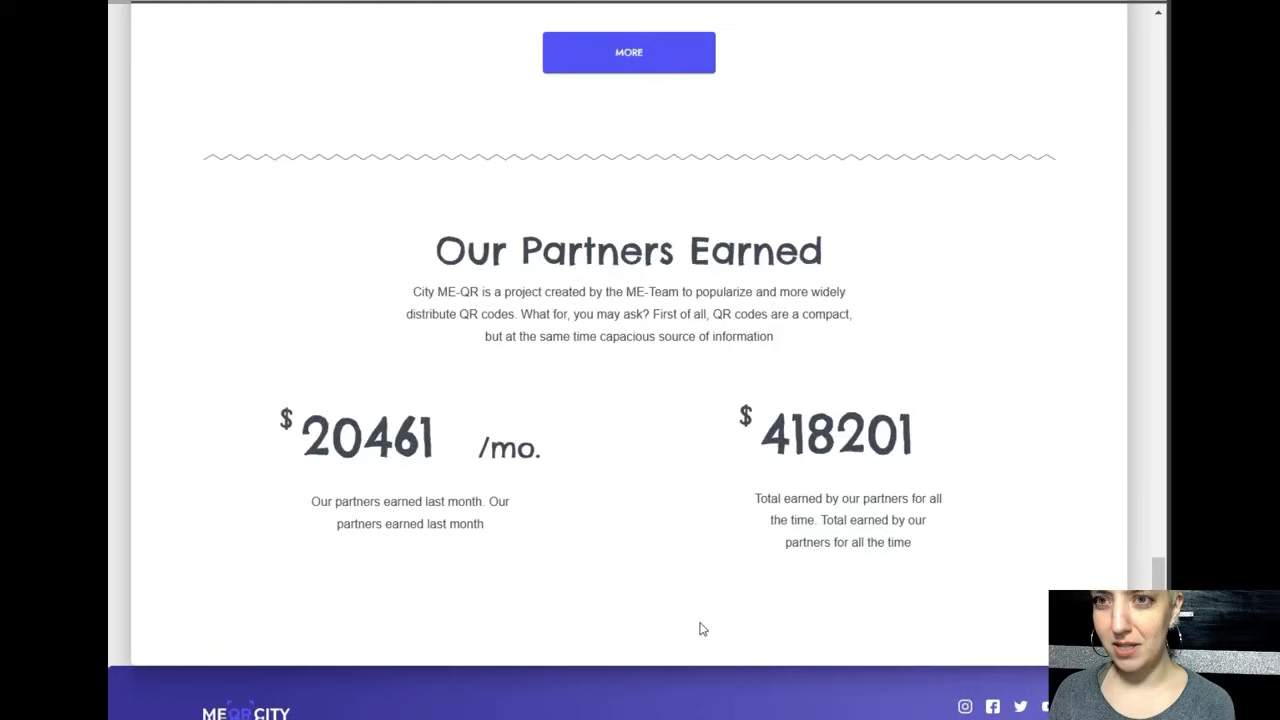 MORE
Our Partners Earned
City ME-QR is a project created by the ME-Team to popularize and more widely
distribute QR codes. What for, you may ask? First of all, QR codes are a compact,
but at the same time capacious source of information
$ 20461 /mo.
Our partners earned last month. Our
partners earned last month
$ 418201
Total earned by our partners for all
the time. Total earned by our
partners for all the time
MEQRCITY